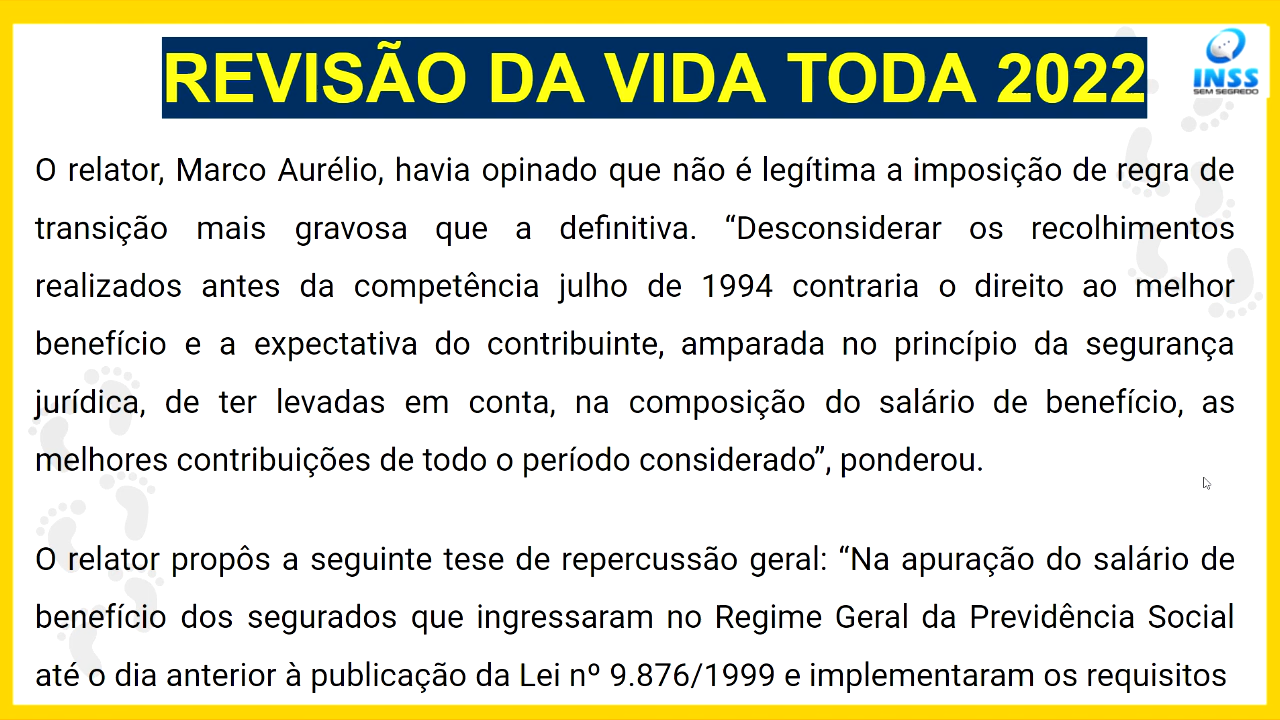 REVISÃO DA VIDA TODA 2022
INSS
SEM SEGREDO
O relator, Marco Aurélio, havia opinado que não é legítima a imposição de regra de
transição mais gravosa que a definitiva. “Desconsiderar os recolhimentos
realizados antes da competência julho de 1994 contraria o direito ao melhor
benefício e a expectativa do contribuinte, amparada no princípio da segurança
jurídica, de ter levadas em conta, na composição do salário de benefício, as
melhores contribuições de todo o período considerado”, ponderou.
O relator propôs a seguinte tese de repercussão geral: “Na apuração do salário de
benefício dos segurados que ingressaram no Regime Geral da Previdência Social
até o dia anterior à publicação da Lei nº 9.876/1999 e implementaram os requisitos